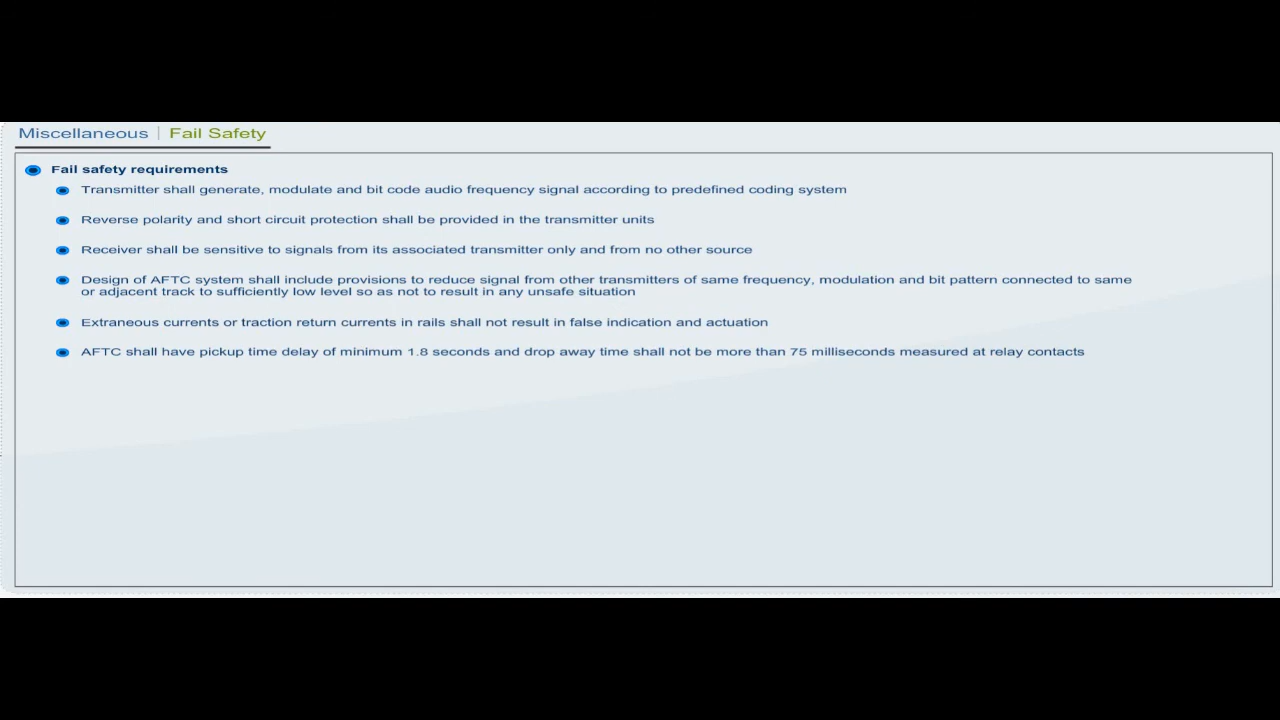 Miscellaneous | Fail Safety
Fail safety requirements
Transmitter shall generate, modulate and bit code audio frequency signal according to predefined coding system
Reverse polarity and short circuit protection shall be provided in the transmitter units
Receiver shall be sensitive to signals from its associated transmitter only and from no other source
Design of AFTC system shall include provisions to reduce signal from other transmitters of same frequency, modulation and bit pattern connected to same
or adjacent track to sufficiently low level so as not to result in any unsafe situation
Extraneous currents or traction return currents in rails shall not result in false indication and actuation
AFTC shall have pickup time delay of minimum 1.8 seconds and drop away time shall not be more than 75 milliseconds measured at relay contacts